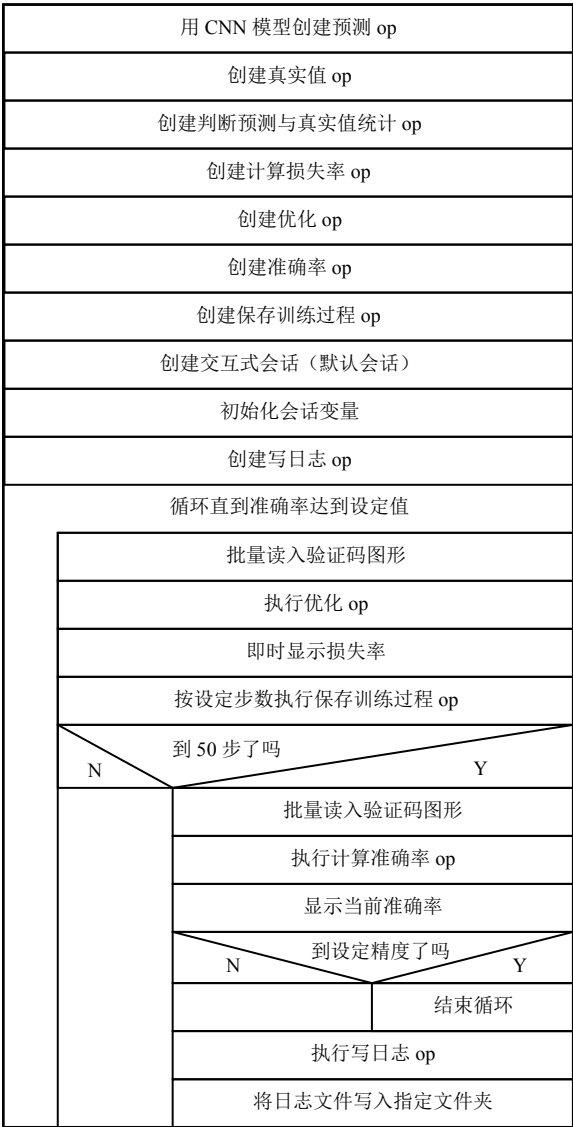 用 CNN 模型创建预测 op
创建真实值 op
创建判断预测与真实值统计 op
创建计算损失率 op
创建优化 op
创建准确率 op
创建保存训练过程 op
创建交互式会话（默认会话）
初始化会话变量
创建写日志 op
循环直到准确率达到设定值
批量读入验证码图形
执行优化 op
即时显示损失率
按设定步数执行保存训练过程 op
到 50 步了吗
N
Y
批量读入验证码图形
执行计算准确率 op
显示当前准确率
到设定精度了吗
N
Y
结束循环
执行写日志 op
将日志文件写入指定文件夹